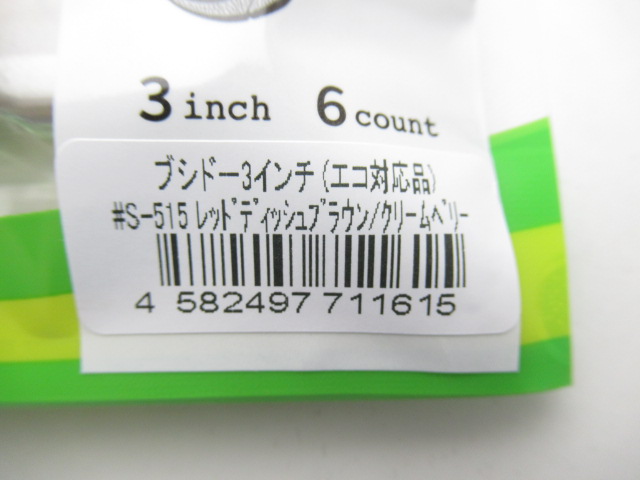 3 inch 6 count
ブシドー3インチ(エコ対応品)
#S-515 レッドディッシュブラウン/クリームベリー
4 582497 711615